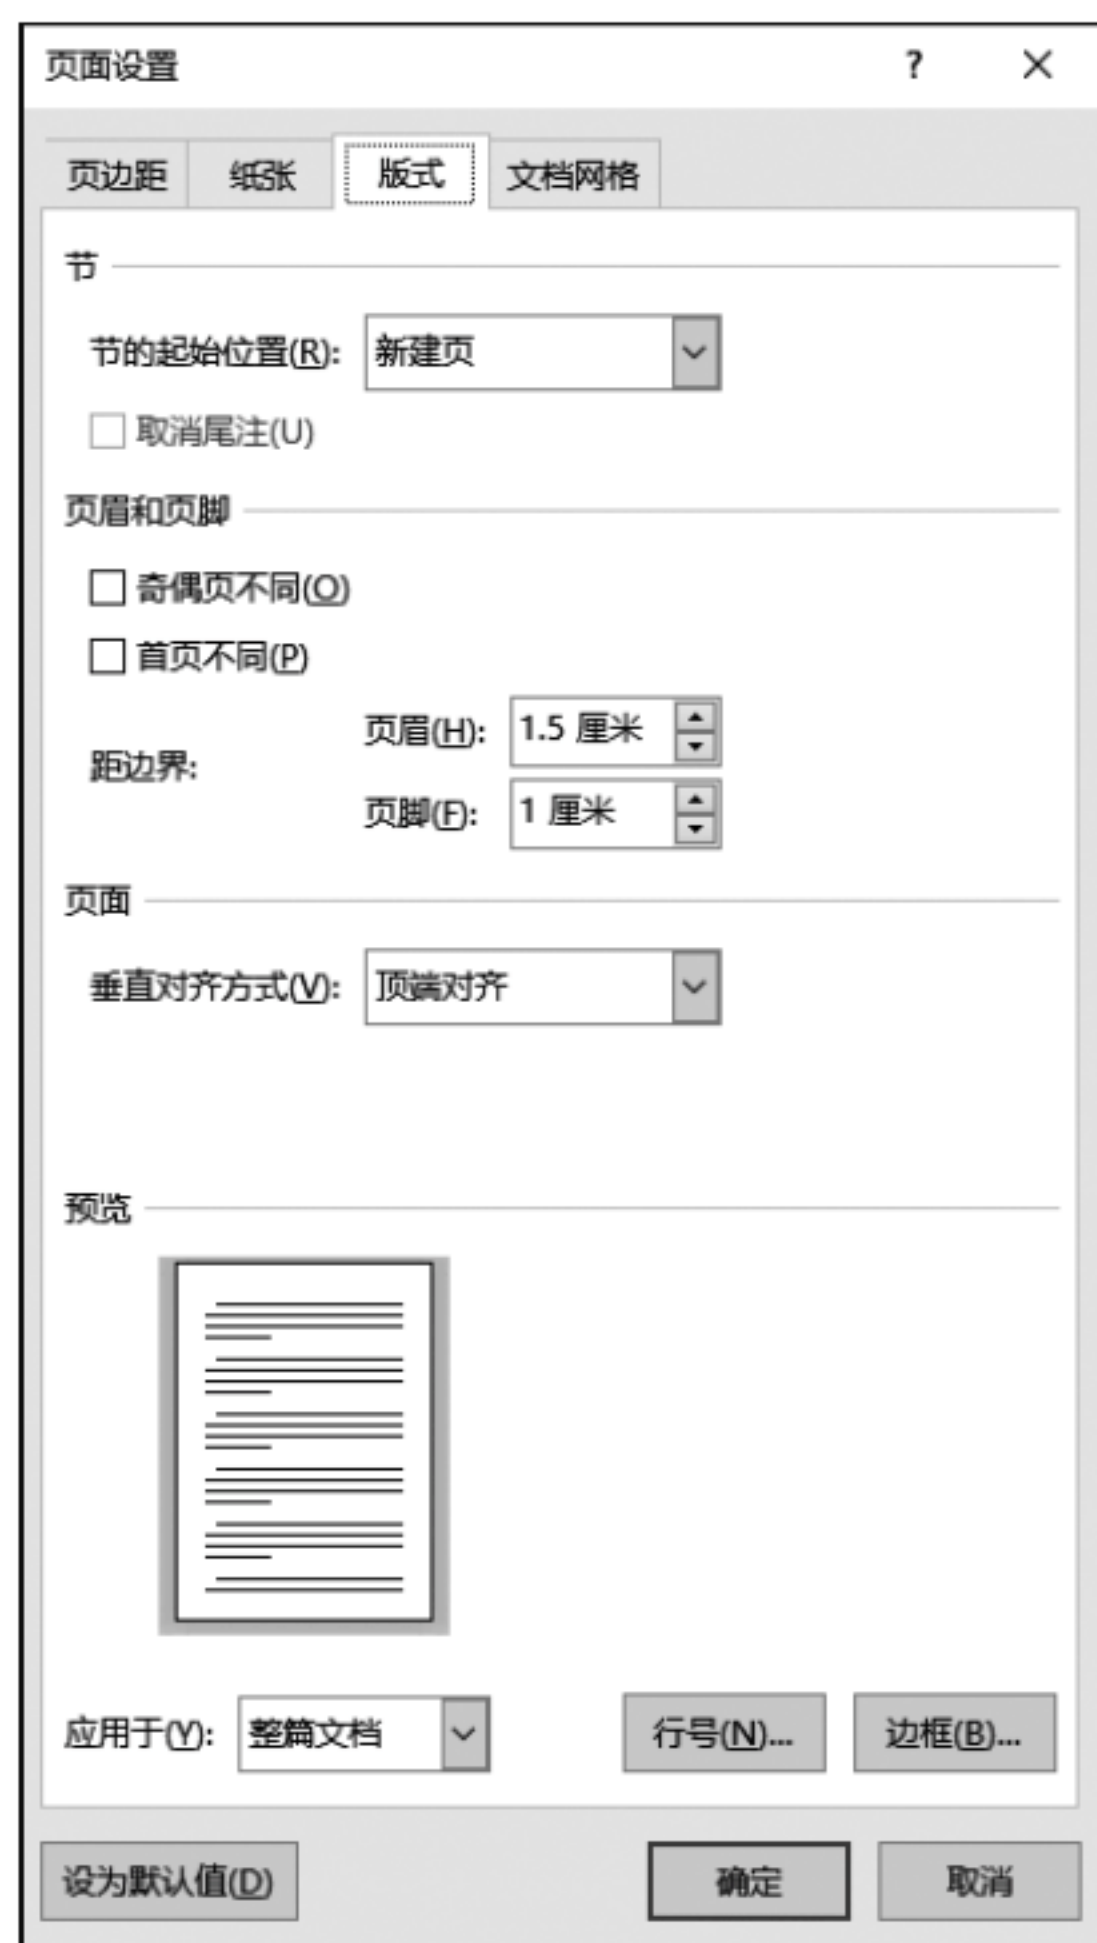 页面设置 ?
页边距 纸张 版式 文档网格
节
节的起始位置(R): 新建页
取消尾注(U)
页眉和页脚
奇偶页不同(O)
首页不同(P)
距边界:
页眉(H): 1.5 厘米
页脚(F): 1 厘米
页面
垂直对齐方式(V): 顶端对齐
预览
应用于(Y): 整篇文档 行号(N)... 边框(B)...
设为默认值(D) 确定 取消